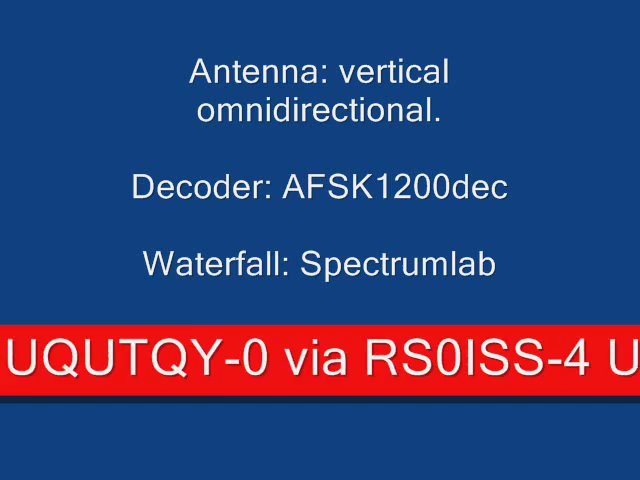 Antenna: vertical
omnidirectional.
Decoder: AFSK1200dec
Waterfall: Spectrumlab
UQUTQY-0 via RS0ISS-4 U